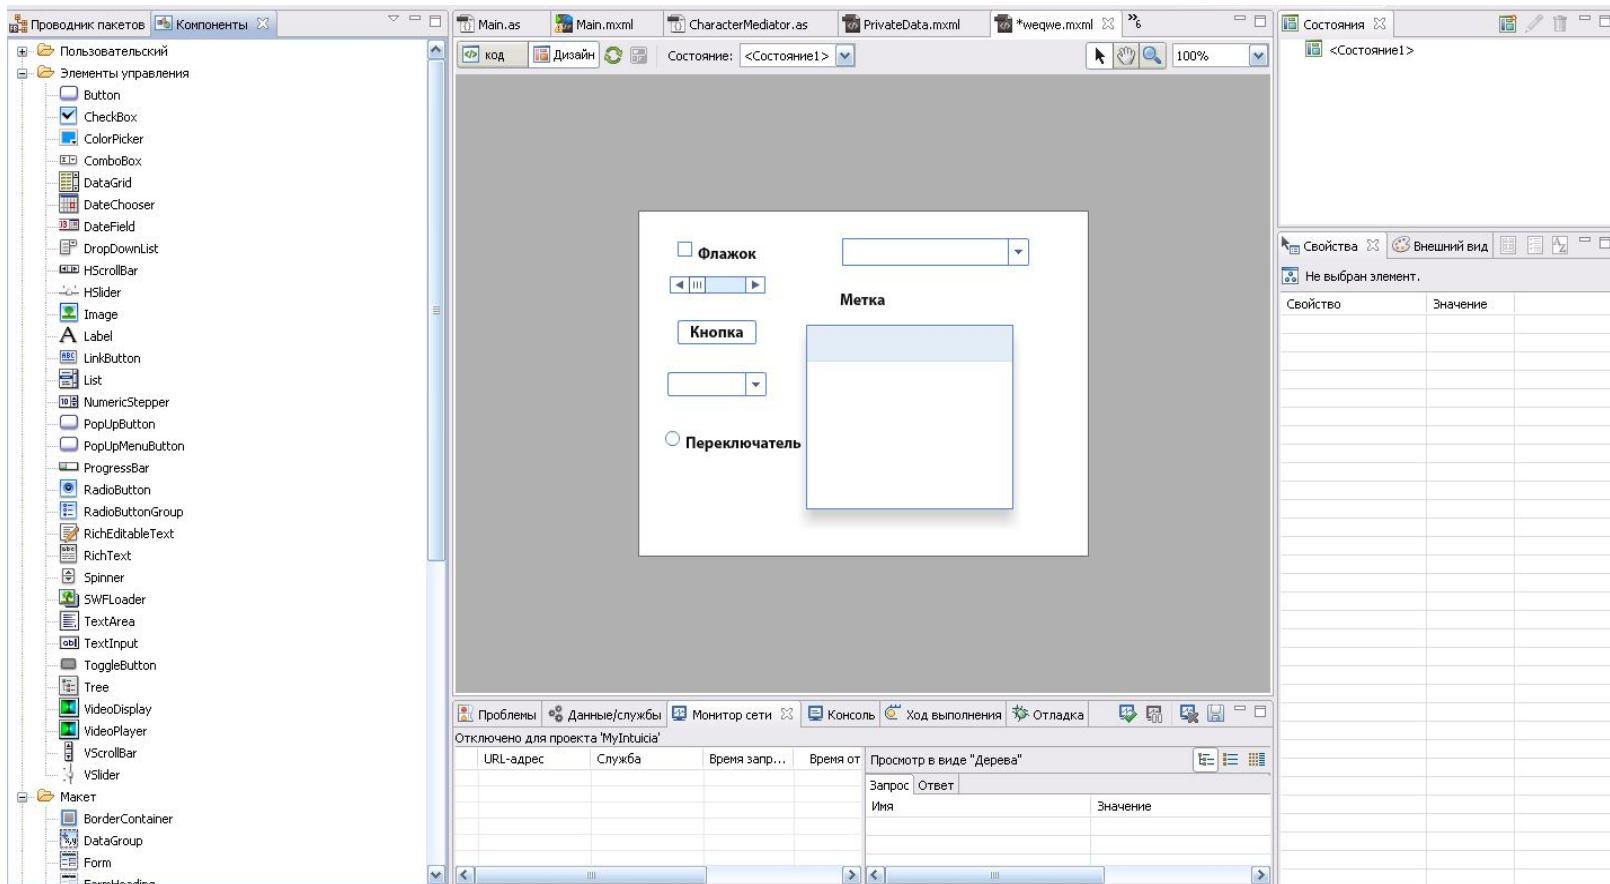 Проводник пакетов Компоненты
Пользовательский
Элементы управления
Button
CheckBox
ColorPicker
ComboBox
DataGrid
DateChooser
DateField
DropDownList
HScrollBar
HSlider
Image
Label
LinkButton
List
NumericStepper
PopUpButton
PopUpMenuButton
ProgressBar
RadioButton
RadioButtonGroup
RichEditableText
RichText
Spinner
SWFLoader
TextArea
TextInput
ToggleButton
Tree
VideoDisplay
VideoPlayer
VScrollBar
VSlider
Макет
BorderContainer
DataGroup
Form
FormHeading
Main.as Main.mxml CharacterMediator.as PrivateData.mxml *weqwe.mxml »6
код Дизайн Состояние: <Состояние1> 100%
Флажок
Метка
Кнопка
Переключатель
Проблемы Данные/службы Монитор сети Консоль Ход выполнения Отладка
Отключено для проекта 'MyIntuicia'
URL-адрес Служба Время запр... Время от
Просмотр в виде "Дерева"
Запрос Ответ
Имя Значение
Состояния
<Состояние1>
Свойства Внешний вид
Не выбран элемент.
Свойство Значение